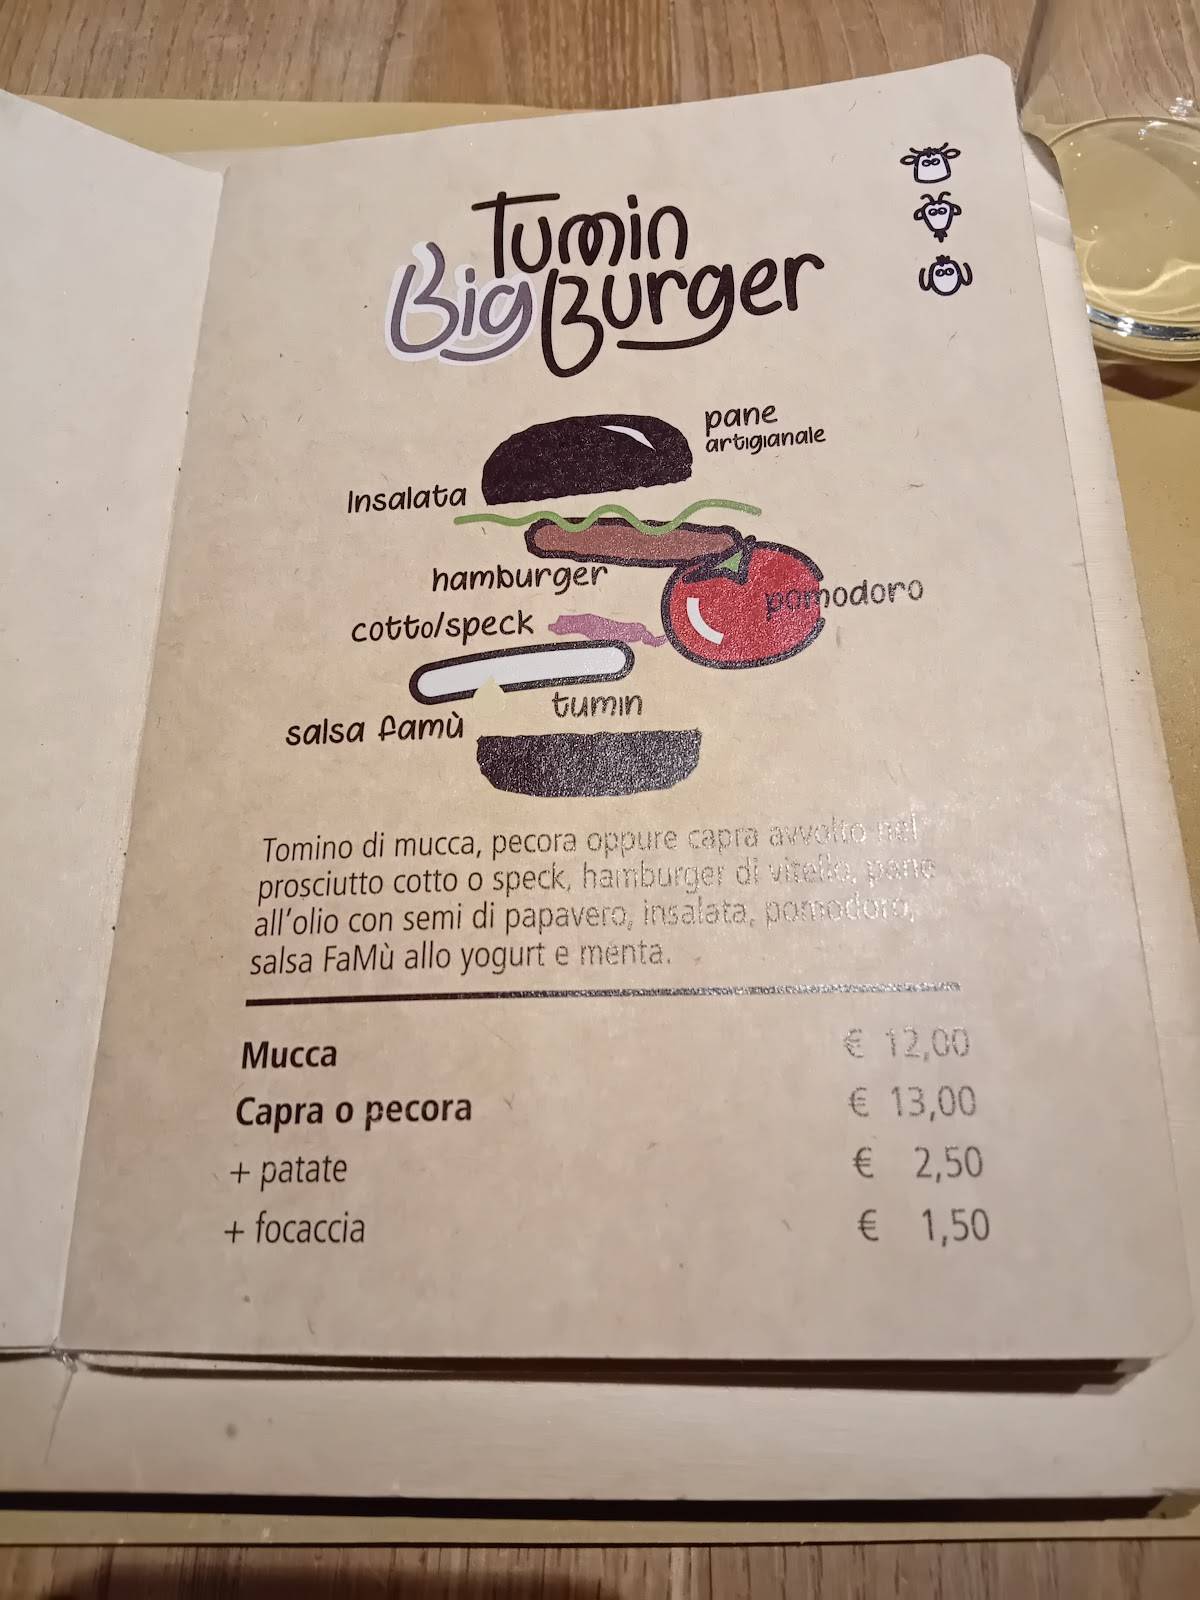 Tumin
Big Burger
pane
artigianale
Insalata
hamburger
pomodoro
cotto/speck
tumin
salsa famù
Tomino di mucca, pecora oppure capra avvolto nel
prosciutto cotto o speck, hamburger di vitello, pane
all'olio con semi di papavero, insalata, pomodoro,
salsa FaMù allo yogurt e menta.
Mucca € 12,00
Capra o pecora € 13,00
+ patate € 2,50
+ focaccia € 1,50